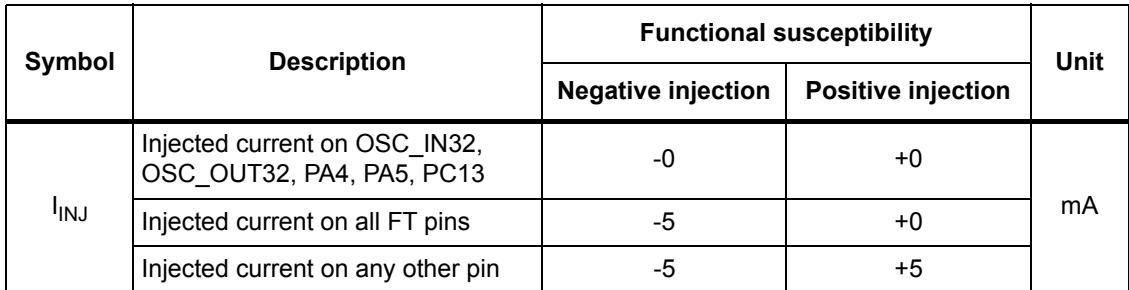 Symbol Description Functional susceptibility Unit
Negative injection Positive injection
I_INJ Injected current on OSC_IN32, OSC_OUT32, PA4, PA5, PC13 -0 +0 mA
Injected current on all FT pins -5 +0
Injected current on any other pin -5 +5